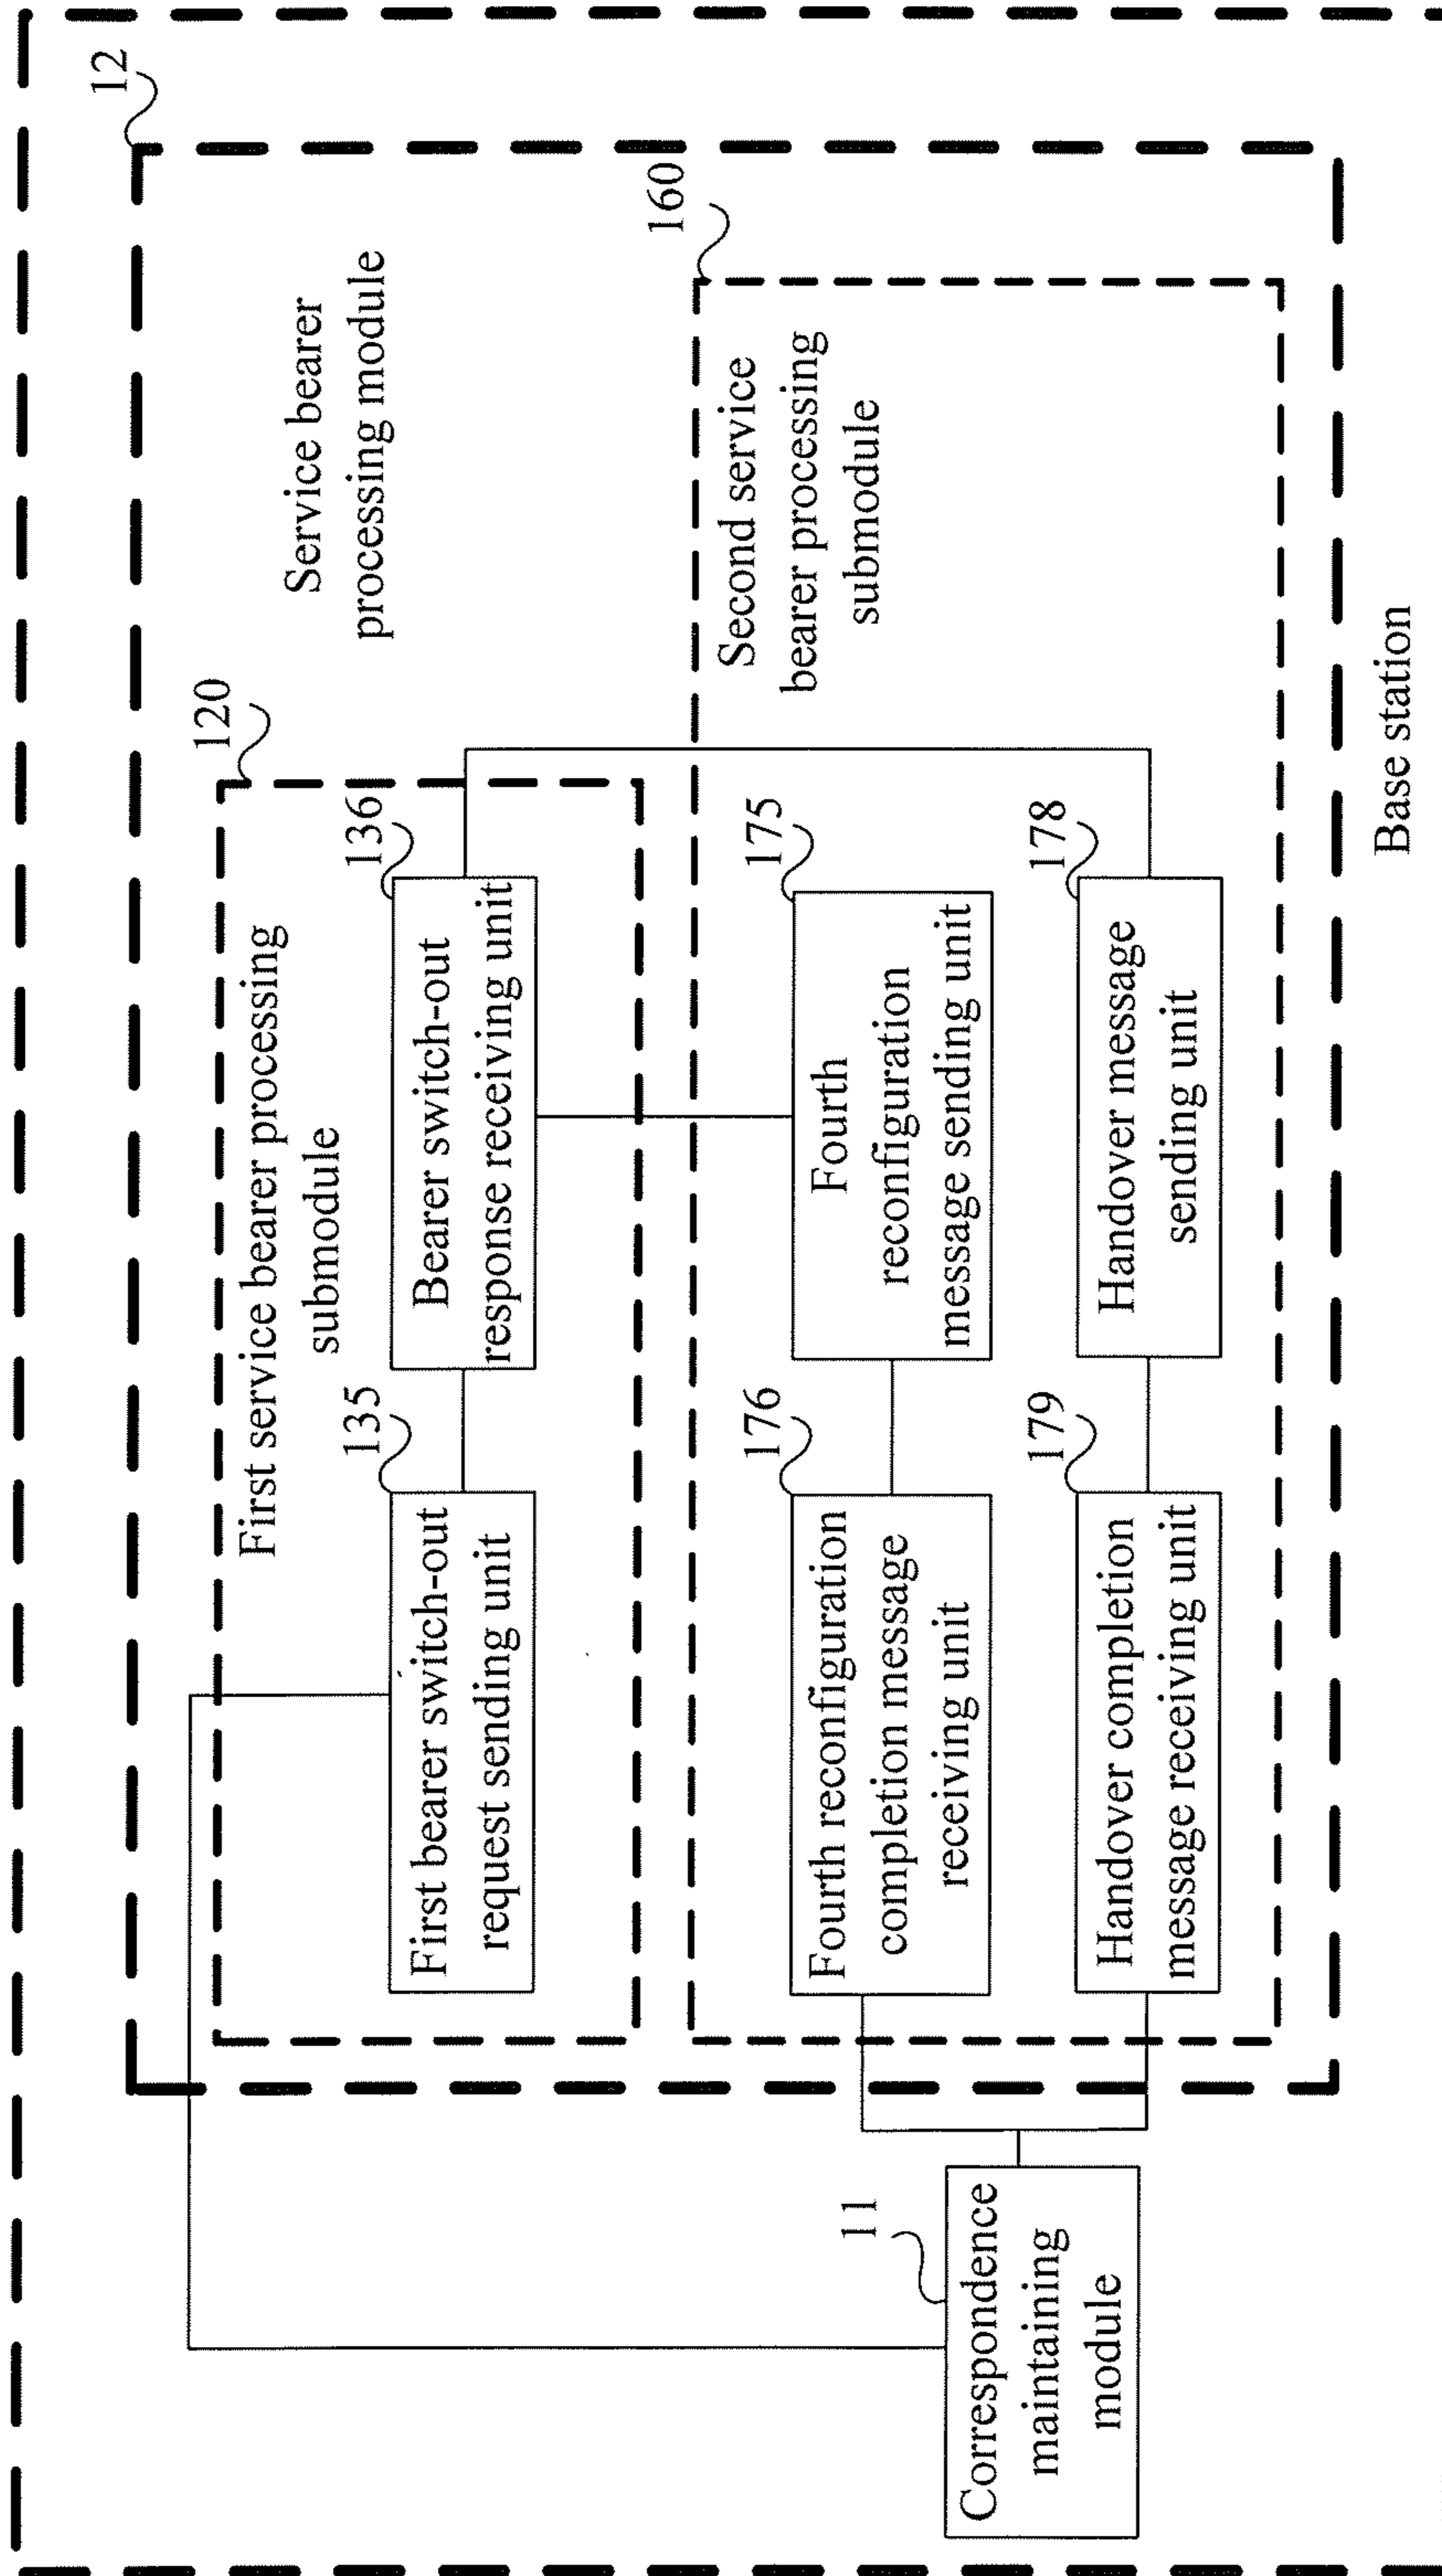 12
Service bearer
processing module
120
First service bearer processing
submodule
135
First bearer switch-out
request sending unit
136
Bearer switch-out
response receiving unit
160
Second service
bearer processing
submodule
176
Fourth reconfiguration
completion message
receiving unit
175
Fourth
reconfiguration
message sending unit
179
Handover completion
message receiving unit
178
Handover message
sending unit
11
Correspondence
maintaining
module
Base station